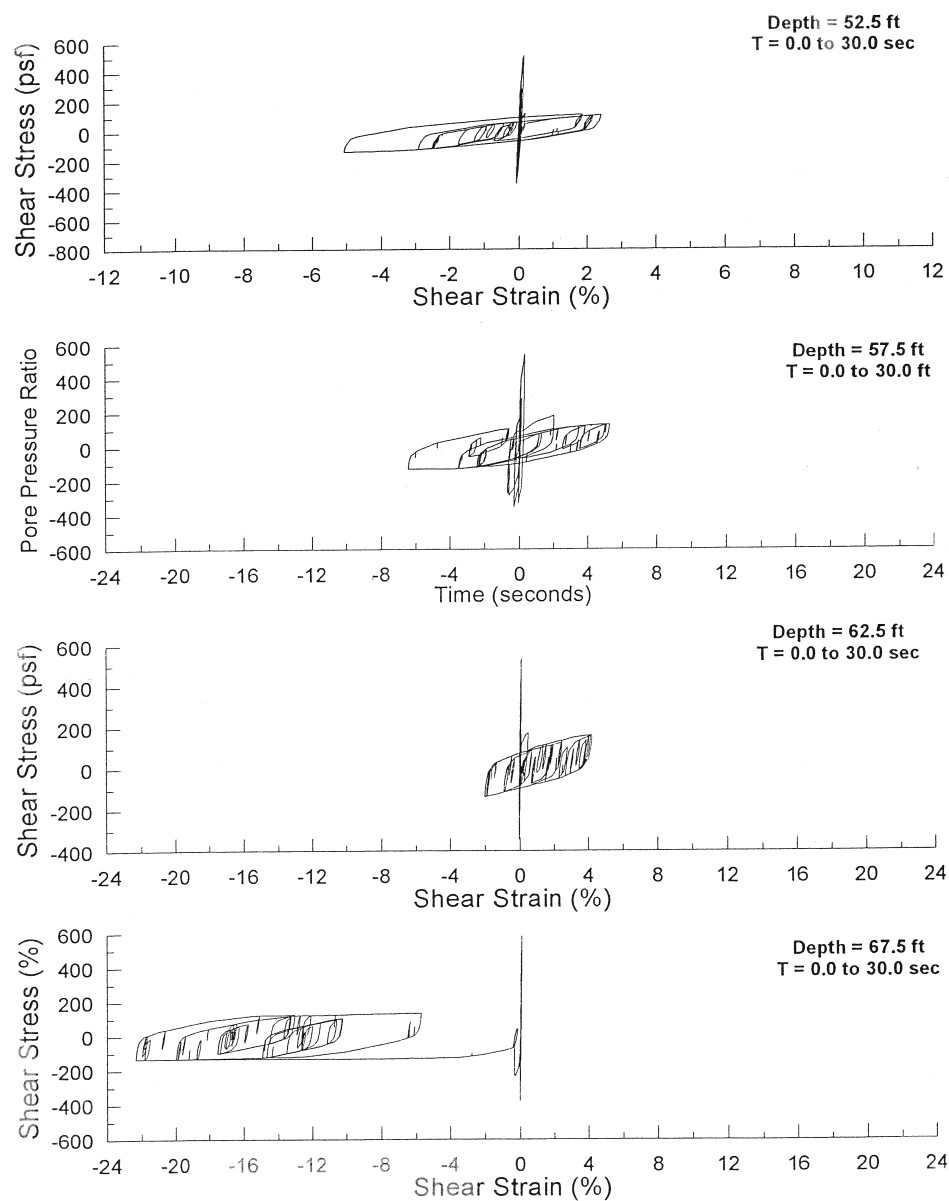 Depth = 52.5 ft
T = 0.0 to 30.0 sec
Shear Stress (psf)
600
400
200
0
-200
-400
-600
-800
-12 -10 -8 -6 -4 -2 0 2 4 6 8 10 12
Shear Strain (%)
Depth = 57.5 ft
T = 0.0 to 30.0 ft
Pore Pressure Ratio
600
400
200
0
-200
-400
-600
-24 -20 -16 -12 -8 -4 0 4 8 12 16 20 24
Time (seconds)
Depth = 62.5 ft
T = 0.0 to 30.0 sec
Shear Stress (psf)
600
400
200
0
-200
-400
-24 -20 -16 -12 -8 -4 0 4 8 12 16 20 24
Shear Strain (%)
Depth = 67.5 ft
T = 0.0 to 30.0 sec
Shear Stress (%)
600
400
200
0
-200
-400
-600
-24 -20 -16 -12 -8 -4 0 4 8 12 16 20 24
Shear Strain (%)